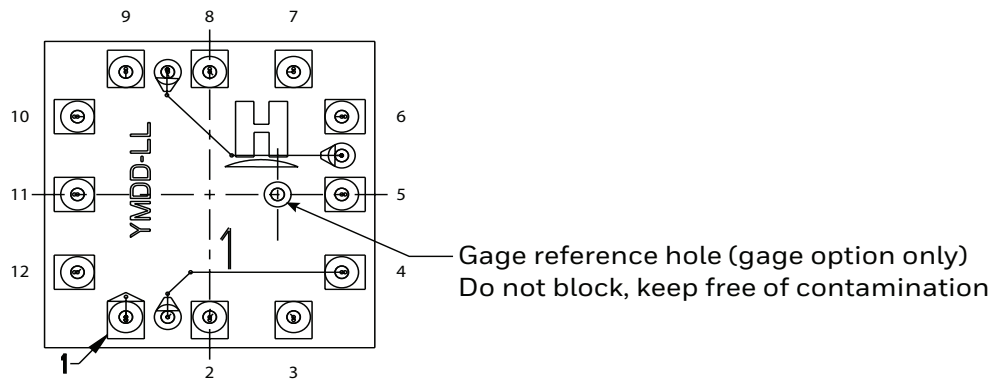 9 8 7
10 6
YMDD-LL
H
11 5
1
Gage reference hole (gage option only)
12 4
Do not block, keep free of contamination
1
2 3